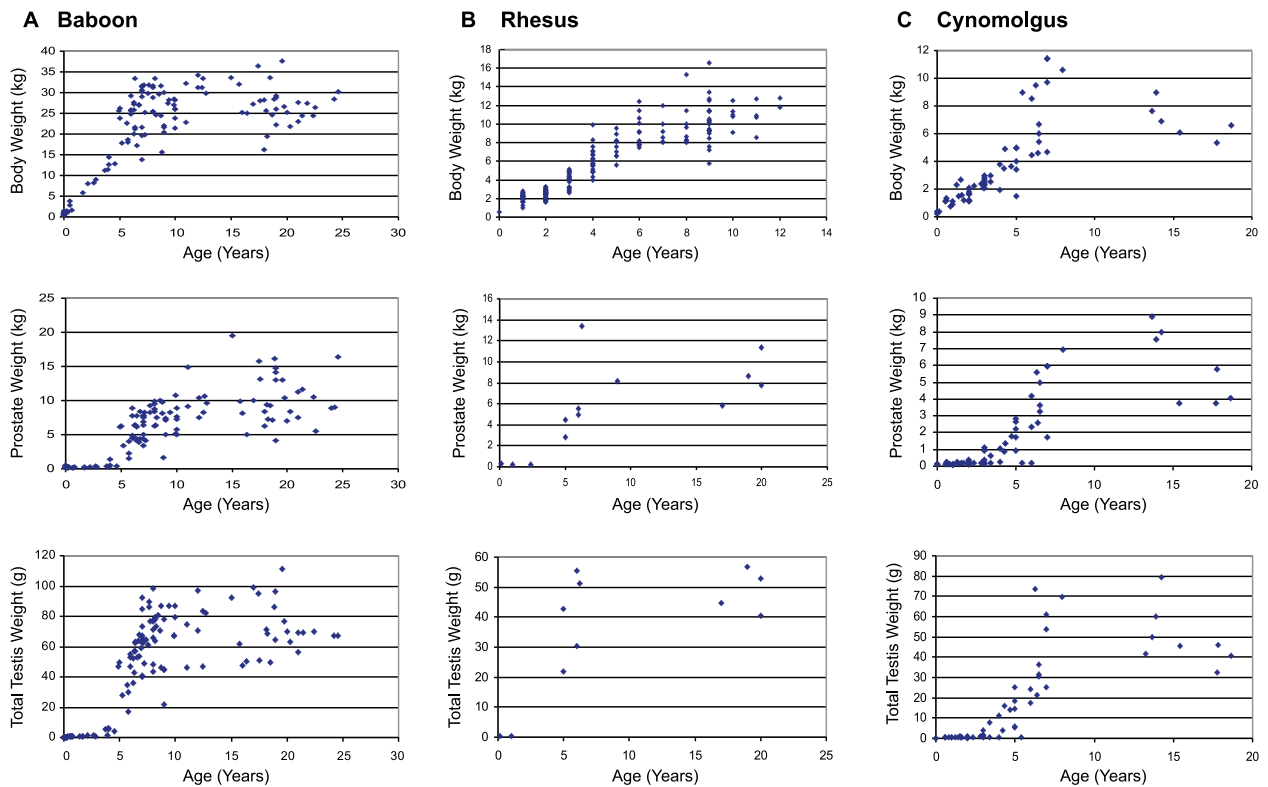 A Baboon
B Rhesus
C Cynomolgus
Body Weight (kg)
40
35
30
25
20
15
10
5
0
0 5 10 15 20 25 30
Age (Years)
Body Weight (kg)
18
16
14
12
10
8
6
4
2
0
0 2 4 6 8 10 12 14
Age (Years)
Body Weight (kg)
12
10
8
6
4
2
0
0 5 10 15 20
Age (Years)
Prostate Weight (kg)
25
20
15
10
5
0
0 5 10 15 20 25 30
Age (Years)
Prostate Weight (kg)
16
14
12
10
8
6
4
2
0
0 5 10 15 20 25
Age (Years)
Prostate Weight (kg)
10
9
8
7
6
5
4
3
2
1
0
0 5 10 15 20
Age (Years)
Total Testis Weight (g)
120
100
80
60
40
20
0
0 5 10 15 20 25 30
Age (Years)
Total Testis Weight (g)
60
50
40
30
20
10
0
0 5 10 15 20 25
Age (Years)
Total Testis Weight (g)
90
80
70
60
50
40
30
20
10
0
0 5 10 15 20
Age (Years)